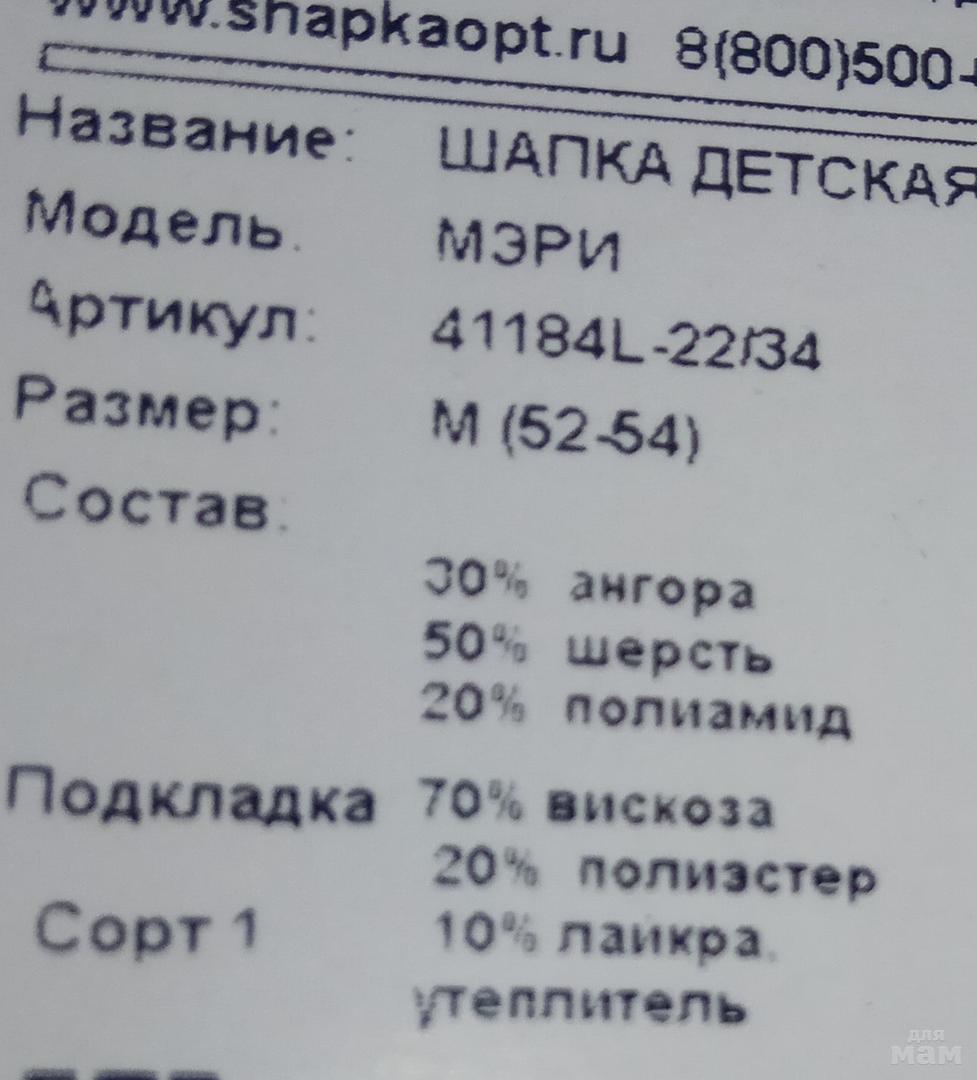 www.shapkaopt.ru 8(800)500-
Название: ШАПКА ДЕТСКАЯ
Модель. МЭРИ
Артикул: 41184L-22/34
Размер: М (52-54)
Состав:
30% ангора
50% шерсть
20% полиамид
Подкладка 70% вискоза
20% полиэстер
Сорт 1 10% лайкра.
утеплитель
для
мам